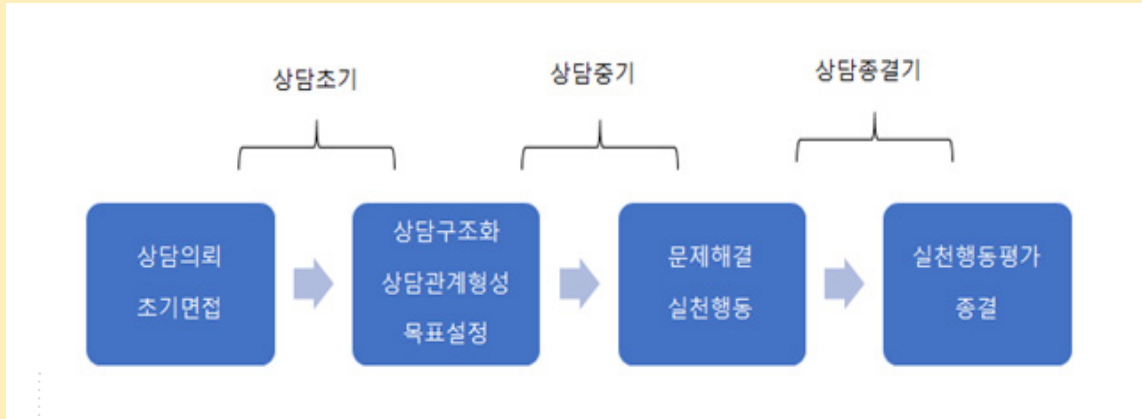 상담초기
상담중기
상담종결기
상담의뢰
초기면접
상담구조화
상담관계형성
목표설정
문제해결
실천행동
실천행동평가
종결